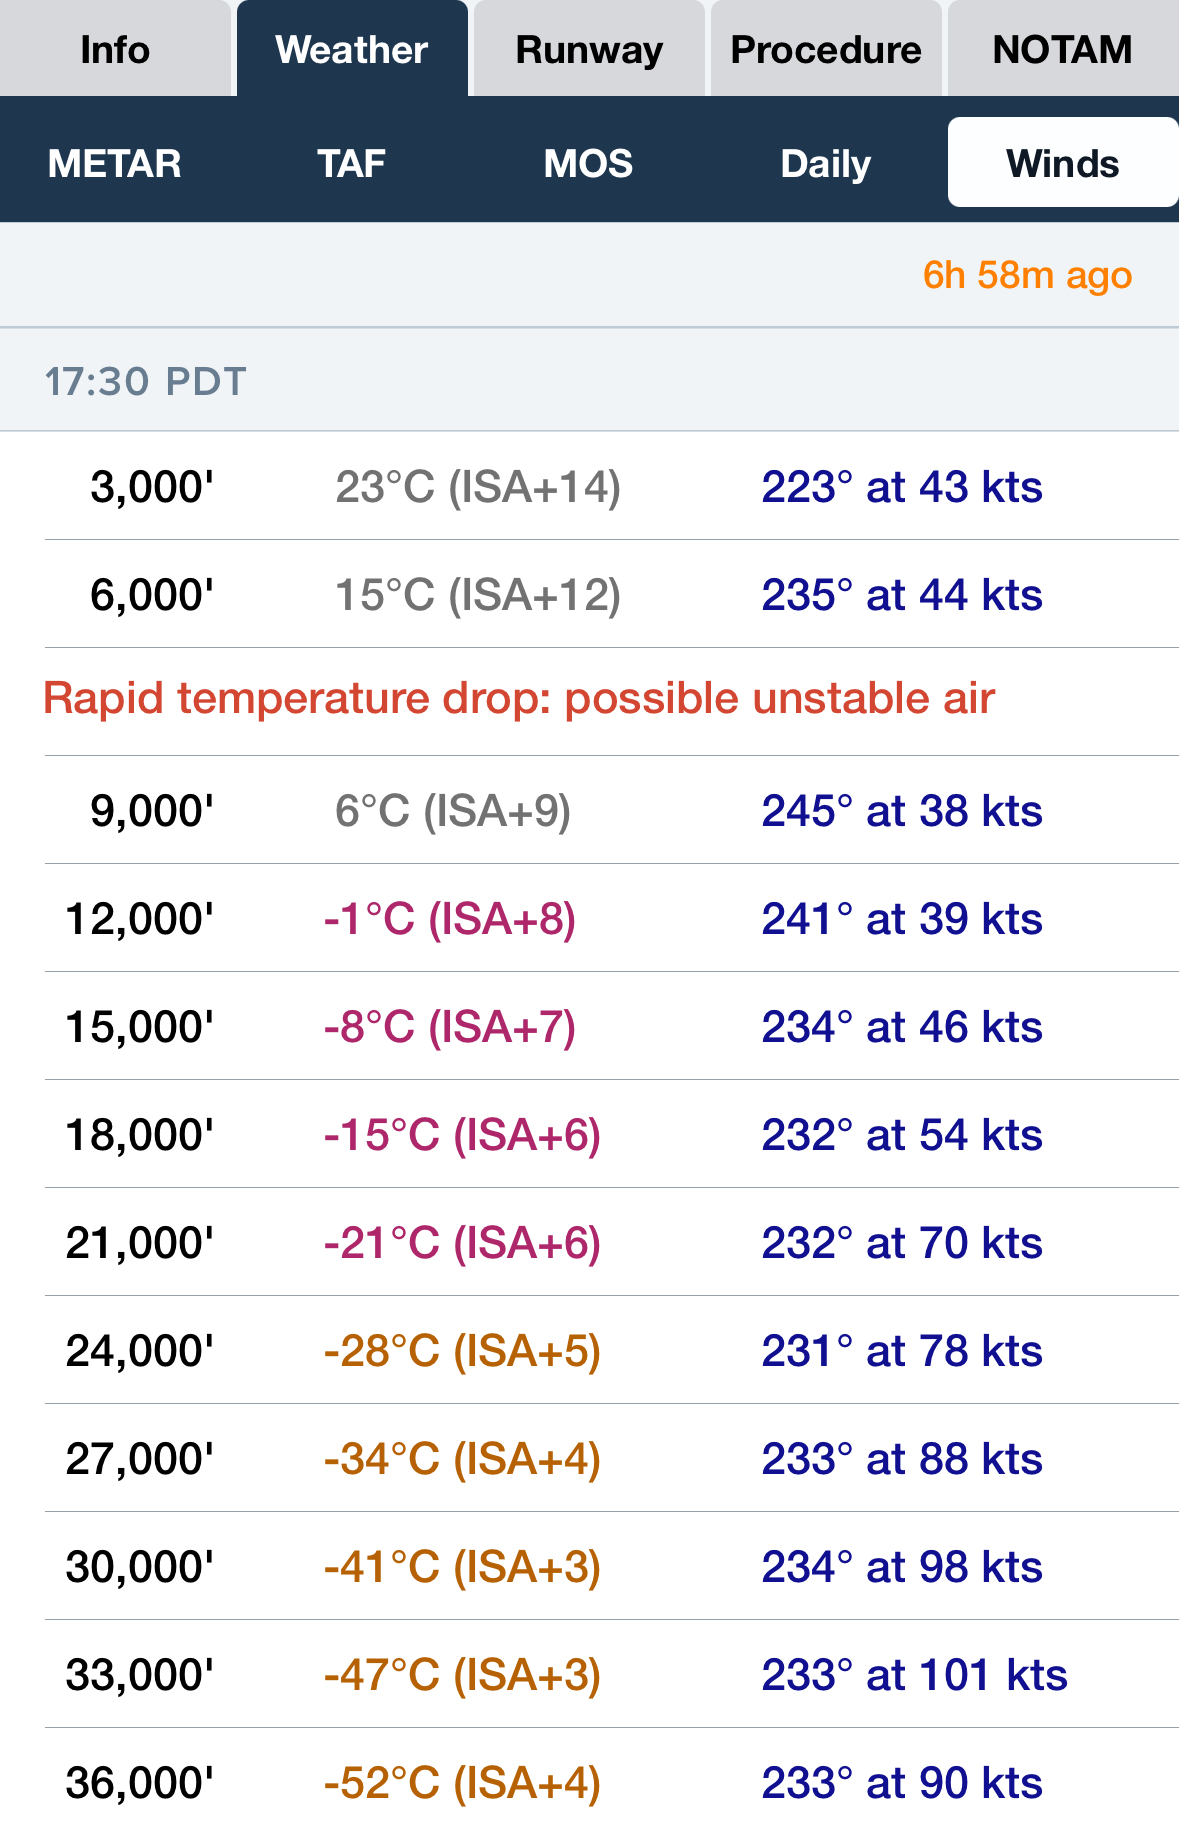 Info Weather Runway Procedure NOTAM
METAR TAF MOS Daily Winds
6h 58m ago
17:30 PDT
3,000' 23°C (ISA+14) 223° at 43 kts
6,000' 15°C (ISA+12) 235° at 44 kts
Rapid temperature drop: possible unstable air
9,000' 6°C (ISA+9) 245° at 38 kts
12,000' -1°C (ISA+8) 241° at 39 kts
15,000' -8°C (ISA+7) 234° at 46 kts
18,000' -15°C (ISA+6) 232° at 54 kts
21,000' -21°C (ISA+6) 232° at 70 kts
24,000' -28°C (ISA+5) 231° at 78 kts
27,000' -34°C (ISA+4) 233° at 88 kts
30,000' -41°C (ISA+3) 234° at 98 kts
33,000' -47°C (ISA+3) 233° at 101 kts
36,000' -52°C (ISA+4) 233° at 90 kts